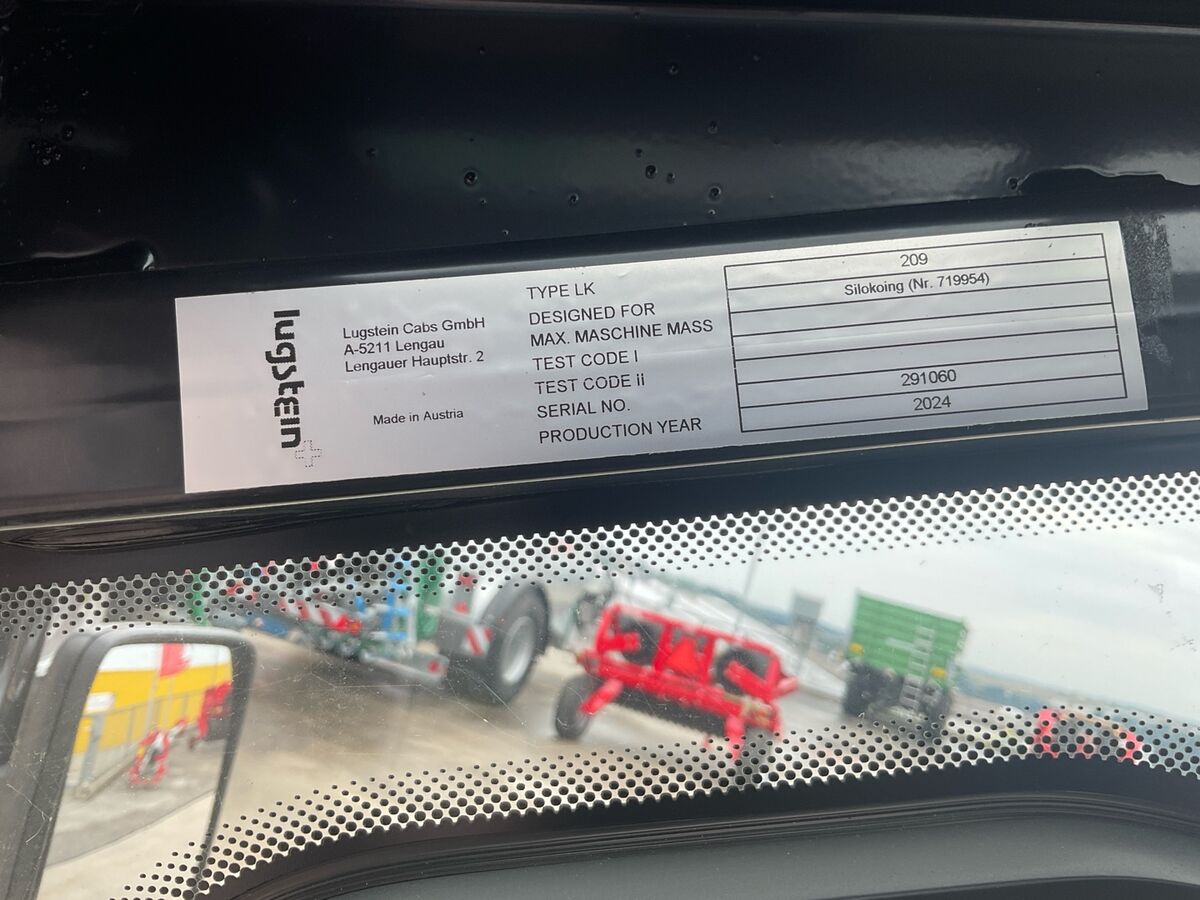 lugstein
Lugstein Cabs GmbH
A-5211 Lengau
Lengauer Hauptstr. 2
Made in Austria
TYPE LK 209
DESIGNED FOR Silokoing (Nr. 719954)
MAX. MASCHINE MASS
TEST CODE I
TEST CODE ii
SERIAL NO. 291060
PRODUCTION YEAR 2024